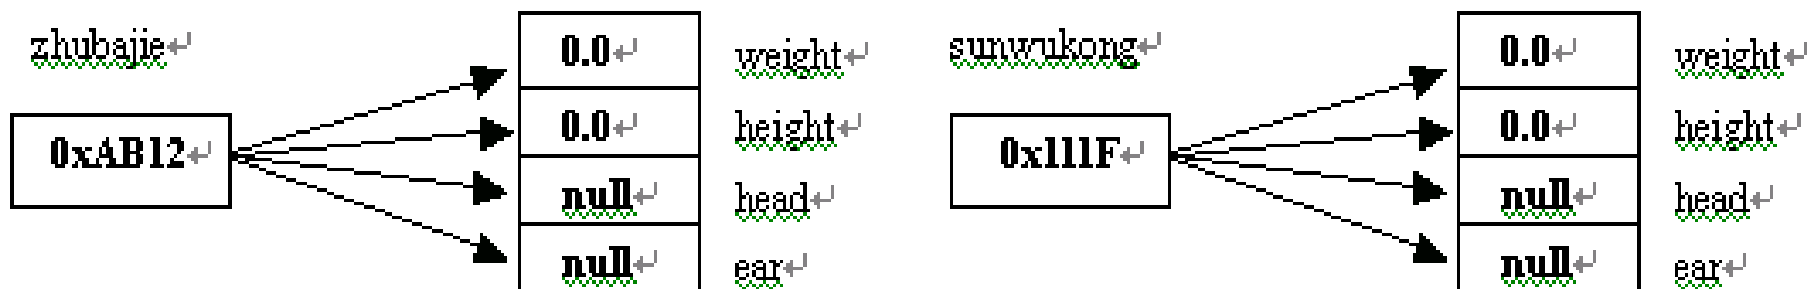 zhubajie
0xAB12
0.0 weight
0.0 height
null head
null ear
sunwukong
0x111F
0.0 weight
0.0 height
null head
null ear